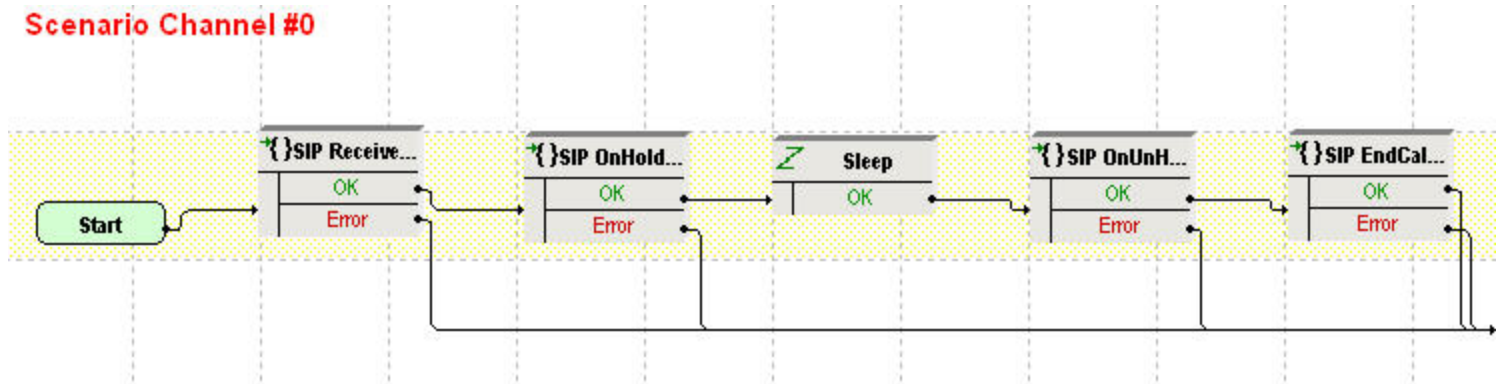 Scenario Channel #0
Start
{}SIP Receive...
OK
Error
{}SIP OnHold...
OK
Error
Z Sleep
OK
{}SIP OnUnH...
OK
Error
{}SIP EndCal...
OK
Error